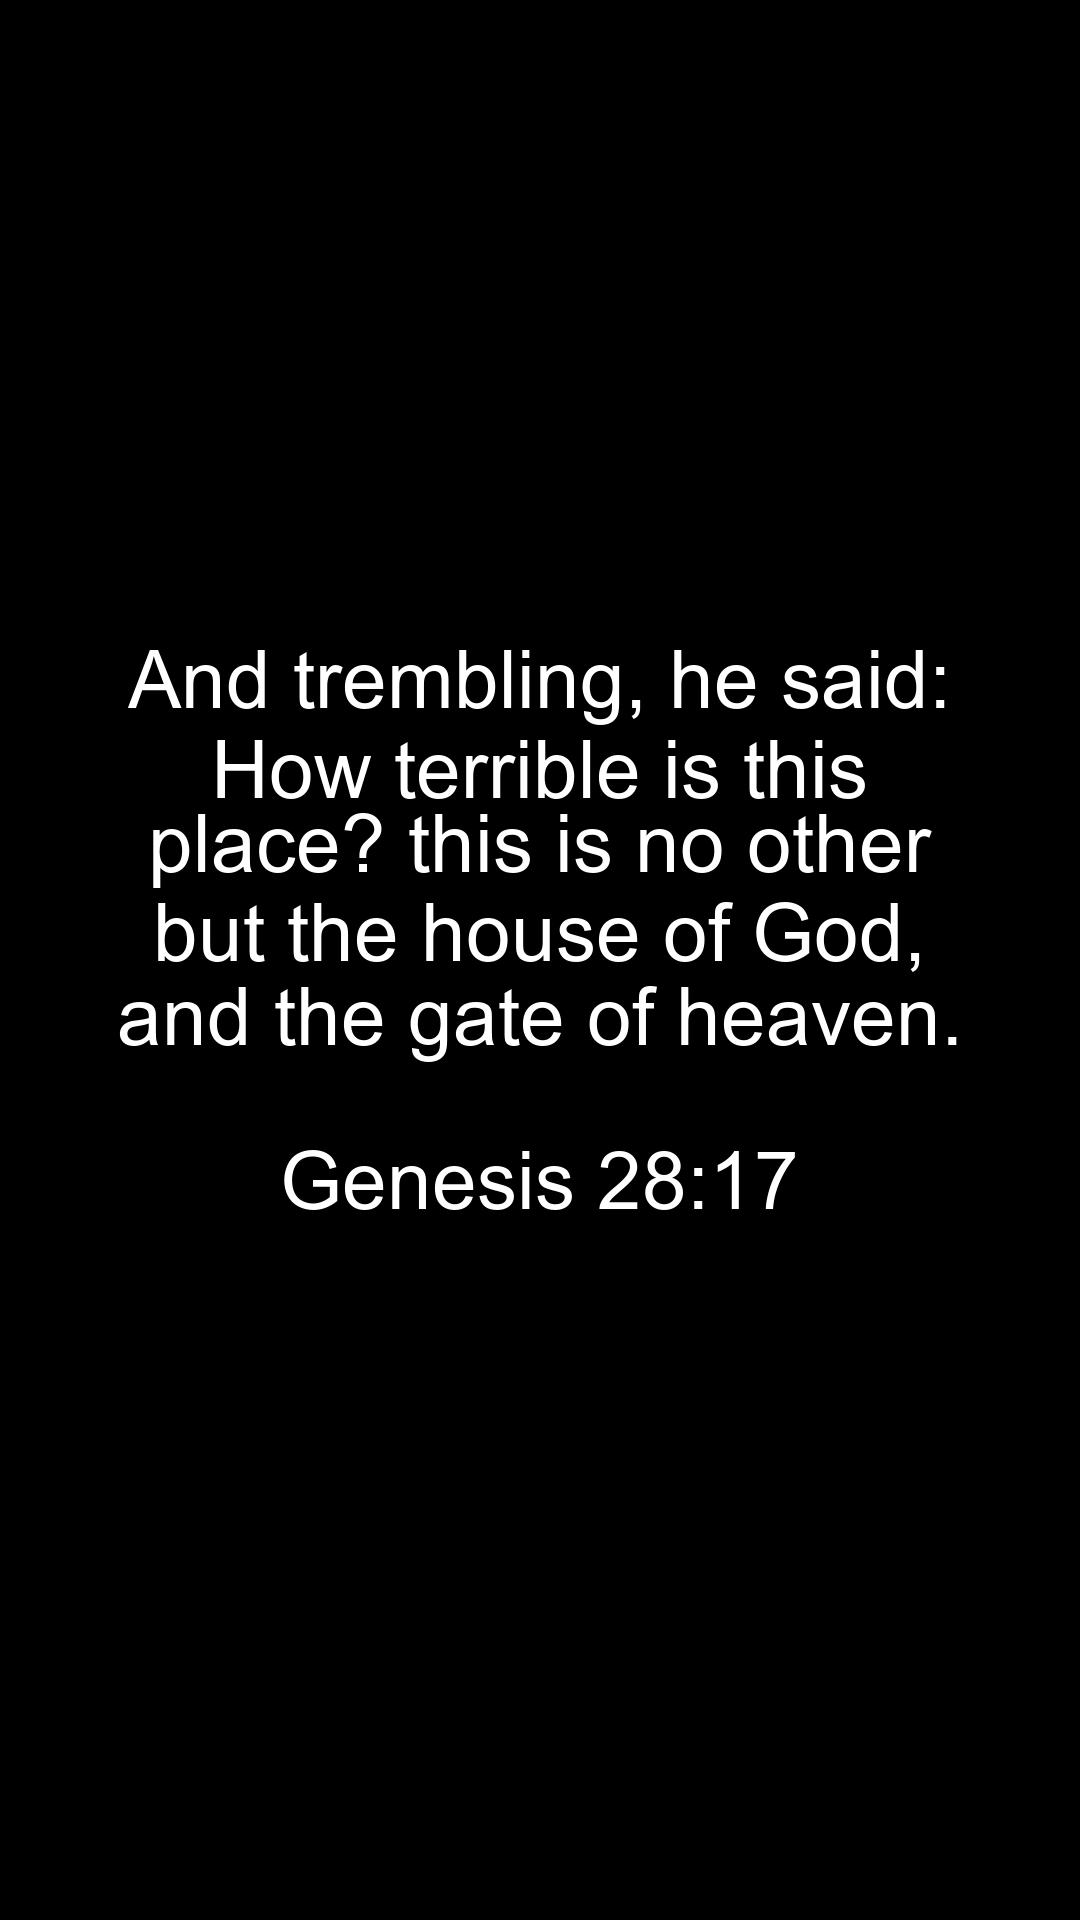 And trembling, he said:
How terrible is this
place? this is no other
but the house of God,
and the gate of heaven.
Genesis 28:17